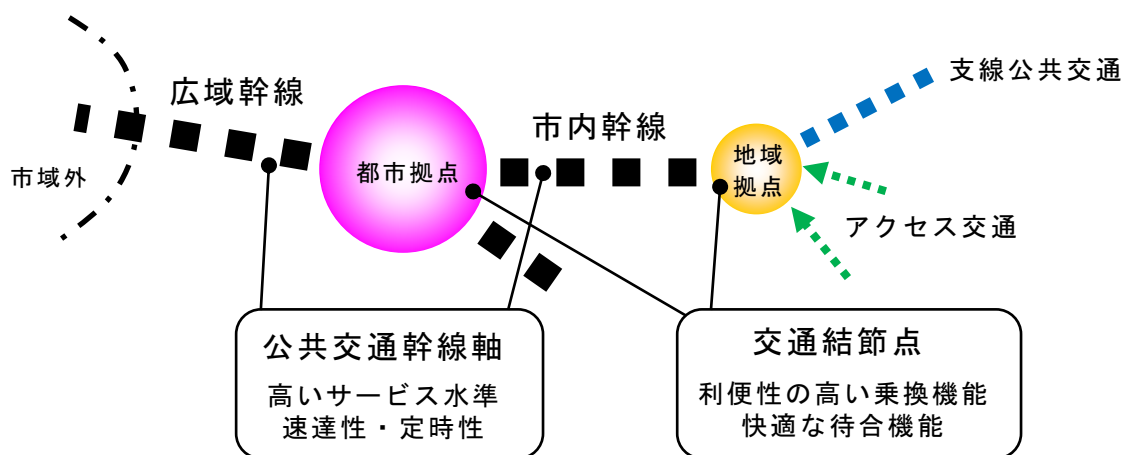 支線公共交通
広域幹線
市内幹線
市域外
都市拠点
地域
拠点
アクセス交通
公共交通幹線軸
高いサービス水準
速達性・定時性
交通結節点
利便性の高い乗換機能
快適な待合機能